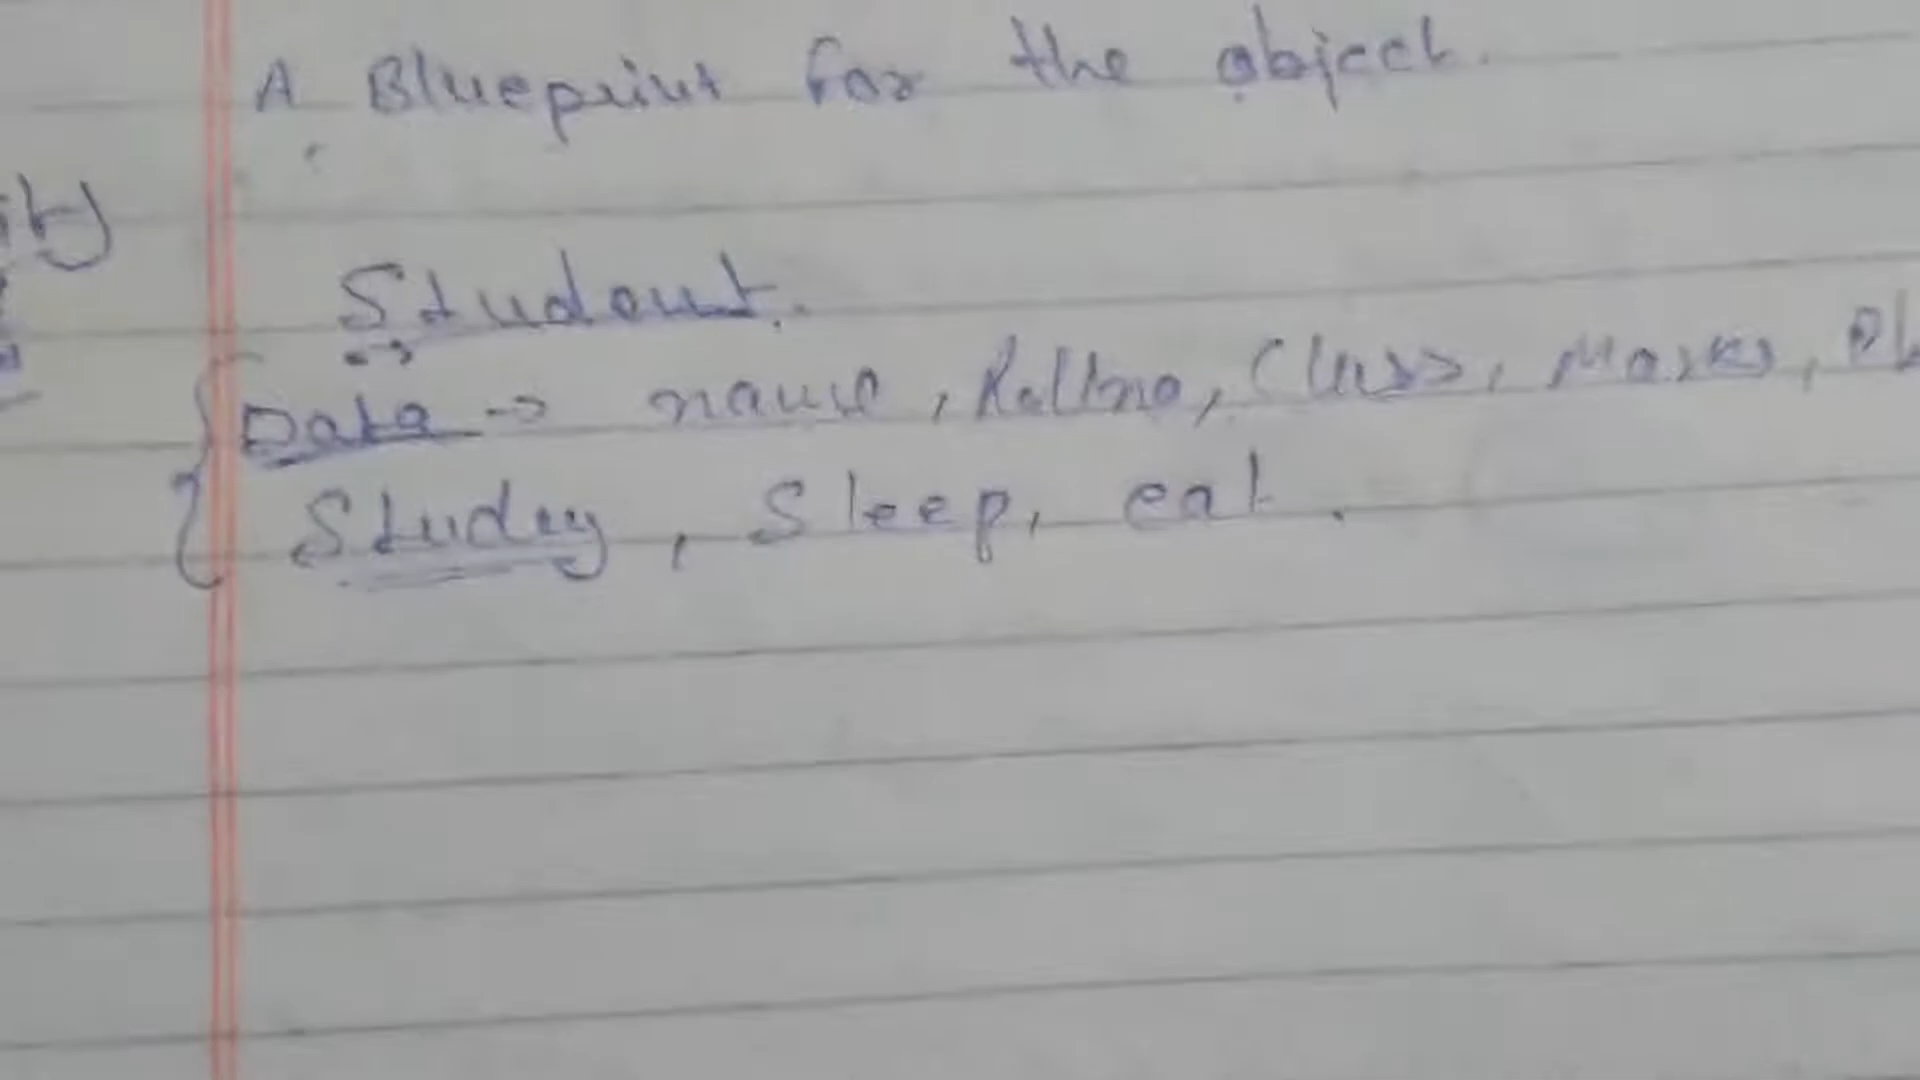 A Blueprint for the object.
Student.
Data → name, Rollno, Class, Marks,
Study, Sleep, eat.